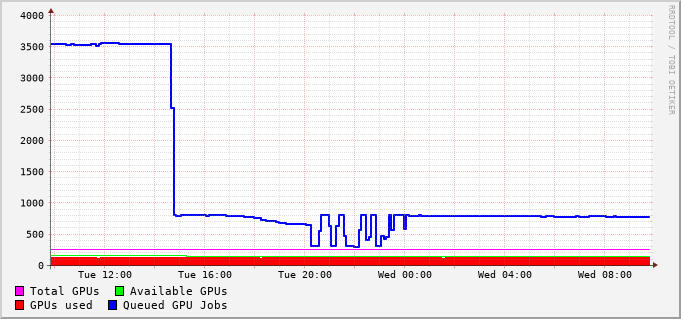 4000
3500
3000
2500
2000
1500
1000
500
0
Tue 12:00 Tue 16:00 Tue 20:00 Wed 00:00 Wed 04:00 Wed 08:00
Total GPUs Available GPUs
GPUs used Queued GPU Jobs
RRDTOOL / TOBI OETIKER